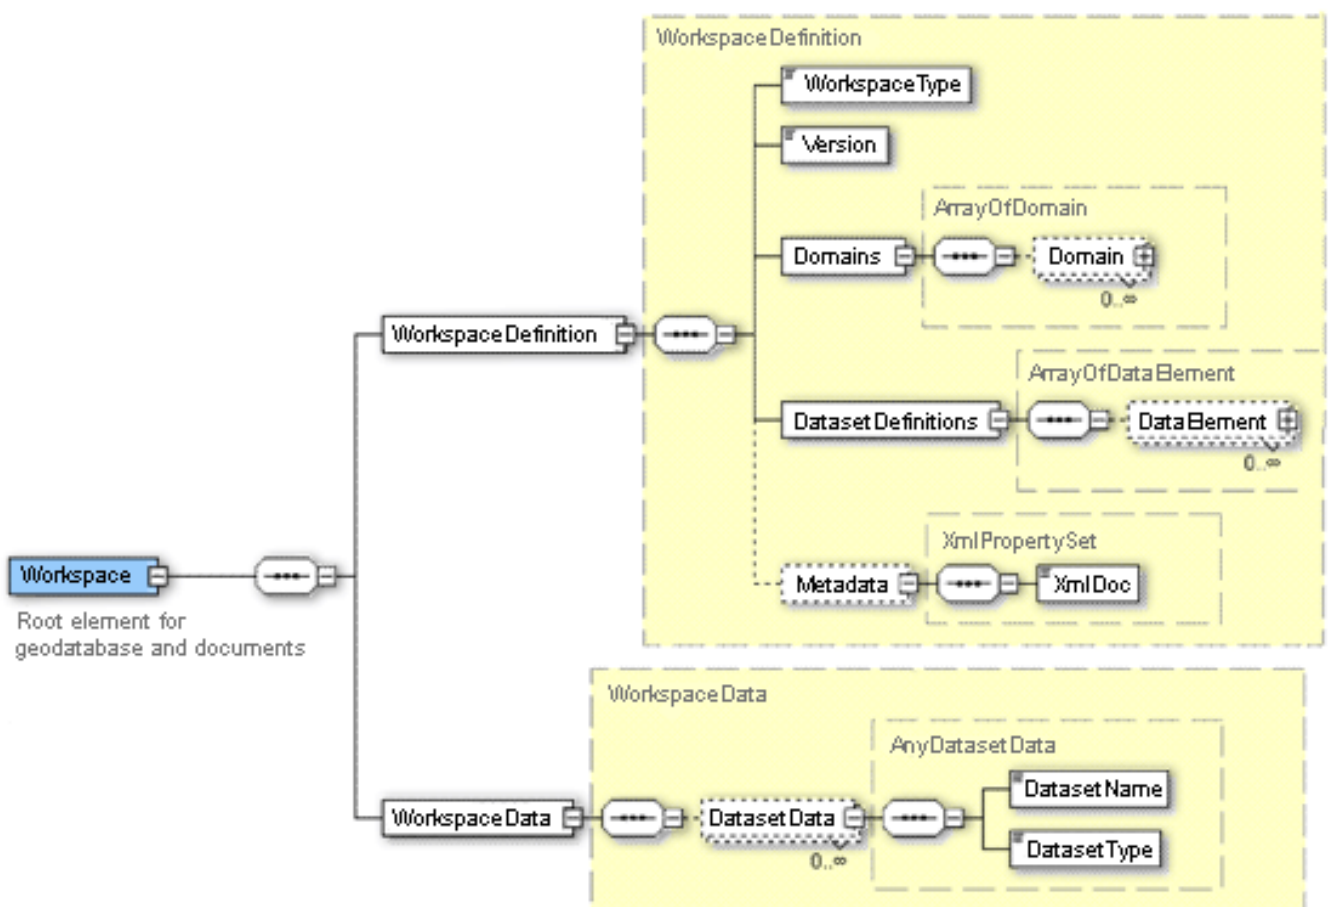 WorkspaceDefinition
WorkspaceType
Version
ArrayOfDomain
Domains
Domain
0..∞
WorkspaceDefinition
ArrayOfDataElement
DatasetDefinitions
DataElement
0..∞
XmlPropertySet
Metadata
XmlDoc
Workspace
Root element for
geodatabase and documents
WorkspaceData
AnyDatasetData
DatasetName
WorkspaceData
DatasetData
0..∞
DatasetType